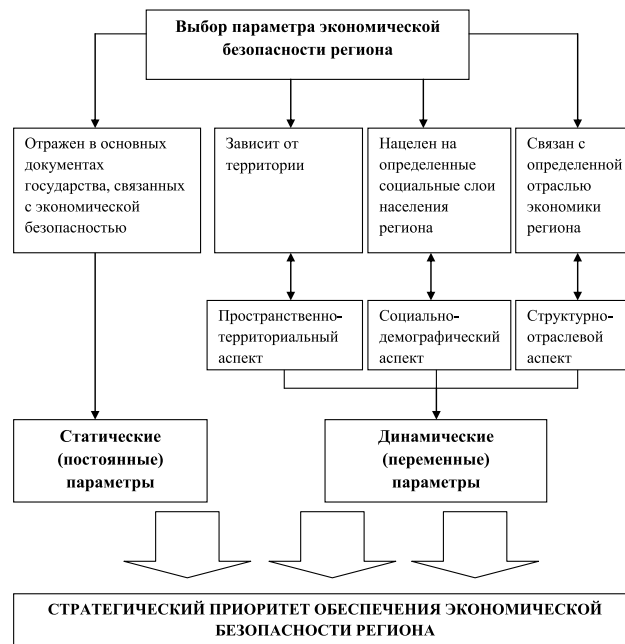 Выбор параметра экономической
безопасности региона
Отражен в основных
документах
государства, связанных
с экономической
безопасностью
Зависит от
территории
Нацелен на
определенные
социальные слои
населения
региона
Связан с
определенной
отраслью
экономики
региона
Пространственно-
территориальный
аспект
Социально-
демографический
аспект
Структурно-
отраслевой
аспект
Статические
(постоянные)
параметры
Динамические
(переменные)
параметры
СТРАТЕГИЧЕСКИЙ ПРИОРИТЕТ ОБЕСПЕЧЕНИЯ ЭКОНОМИЧЕСКОЙ
БЕЗОПАСНОСТИ РЕГИОНА